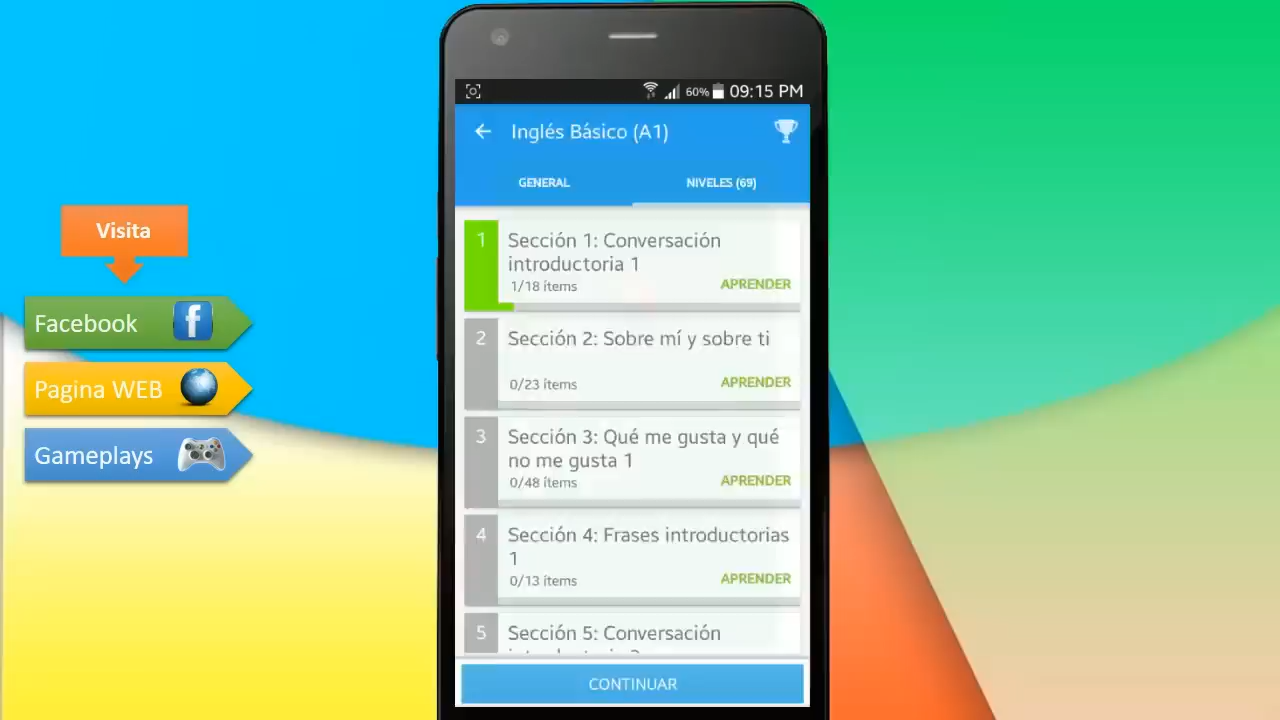 60% 09:15 PM
Inglés Básico (A1)
GENERAL NIVELES (69)
1 Sección 1: Conversación
introductoria 1
1/18 ítems APRENDER
2 Sección 2: Sobre mí y sobre ti
0/23 ítems APRENDER
3 Sección 3: Qué me gusta y qué
no me gusta 1
0/48 ítems APRENDER
4 Sección 4: Frases introductorias
1
0/13 ítems APRENDER
5 Sección 5: Conversación
CONTINUAR
Visita
Facebook f
Pagina WEB
Gameplays